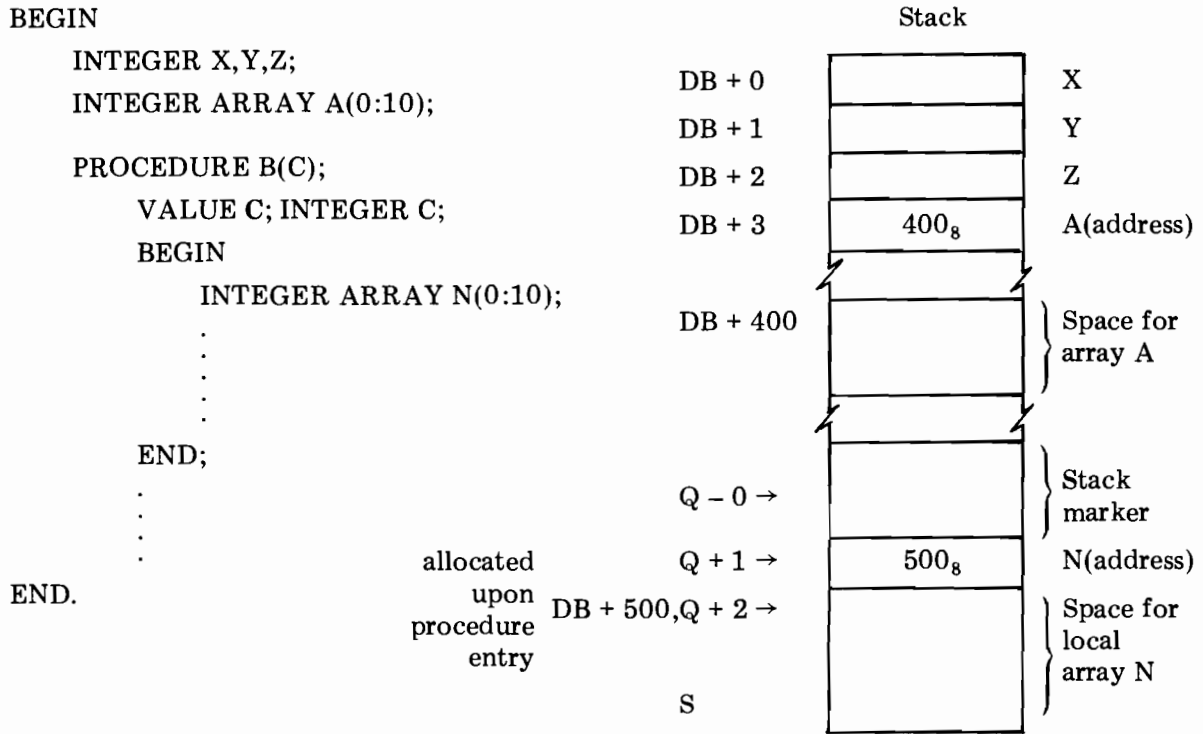 BEGIN
INTEGER X,Y,Z;
INTEGER ARRAY A(0:10);
PROCEDURE B(C);
VALUE C; INTEGER C;
BEGIN
INTEGER ARRAY N(0:10);
.
.
.
.
.
END;
.
.
.
.
END.
Stack
DB + 0 X
DB + 1 Y
DB + 2 Z
DB + 3 400₈ A(address)
DB + 400 Space for
array A
Q – 0 → Stack
marker
Q + 1 → 500₈ N(address)
allocated
upon
procedure
entry
DB + 500,Q + 2 → Space for
local
array N
S